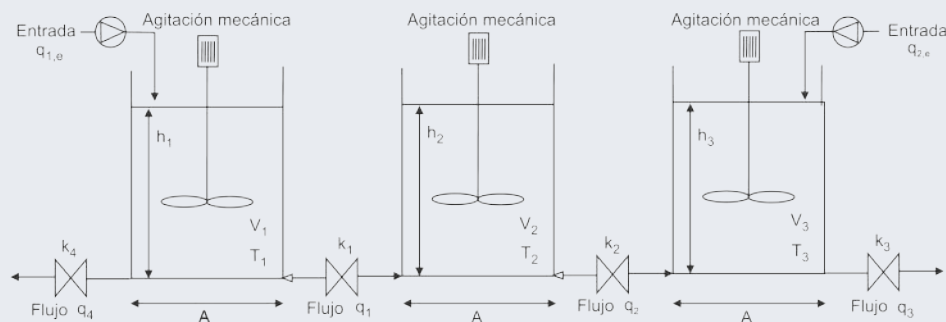 Agitación mecánica
Agitación mecánica
Agitación mecánica
Entrada
q1,e
Entrada
q2,e
h1
h2
h3
V1
T1
V2
T2
V3
T3
k4
k1
k2
k3
Flujo q4
Flujo q1
Flujo q2
Flujo q3
A
A
A